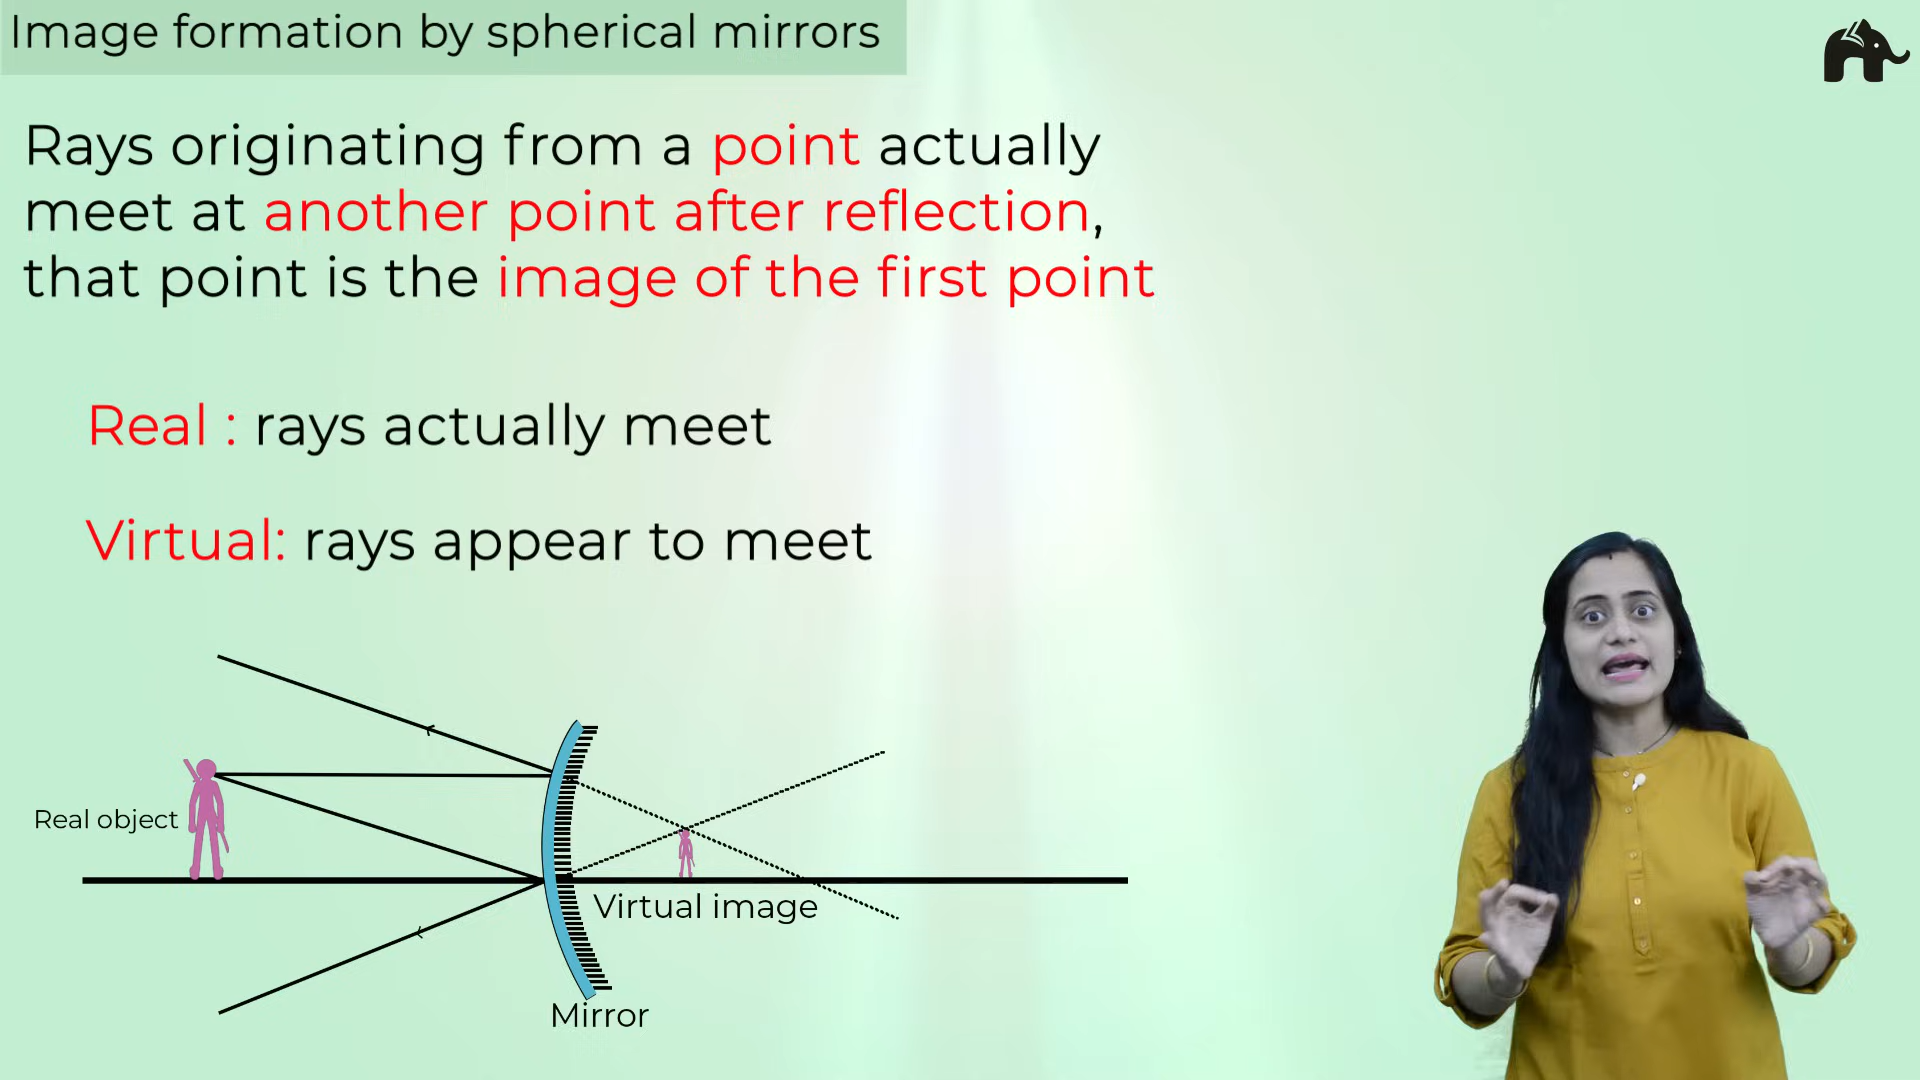 Image formation by spherical mirrors
Rays originating from a point actually
meet at another point after reflection,
that point is the image of the first point
Real : rays actually meet
Virtual: rays appear to meet
Real object
Virtual image
Mirror